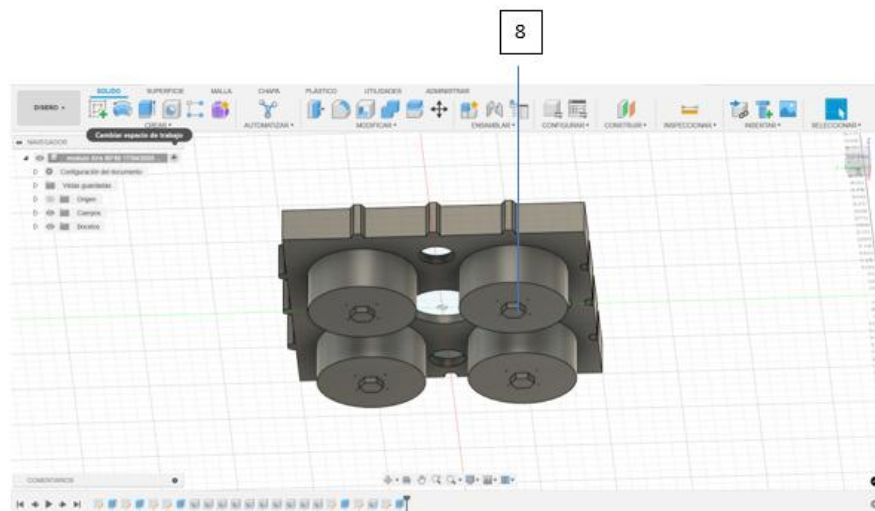 8
SÓLIDO SUPERFICIE MALLA CHAPA PLÁSTICO UTILIDADES ADMINISTRAR
DISEÑO
CREAR AUTOMATIZAR MODIFICAR ENSAMBLAR CONFIGURAR CONSTRUIR INSPECCIONAR INSERTAR SELECCIONAR
Cambiar espacio de trabajo
NAVEGADOR
Configuración del documento
Vistas guardadas
Origen
Cuerpos
Bocetos
COMENTARIOS